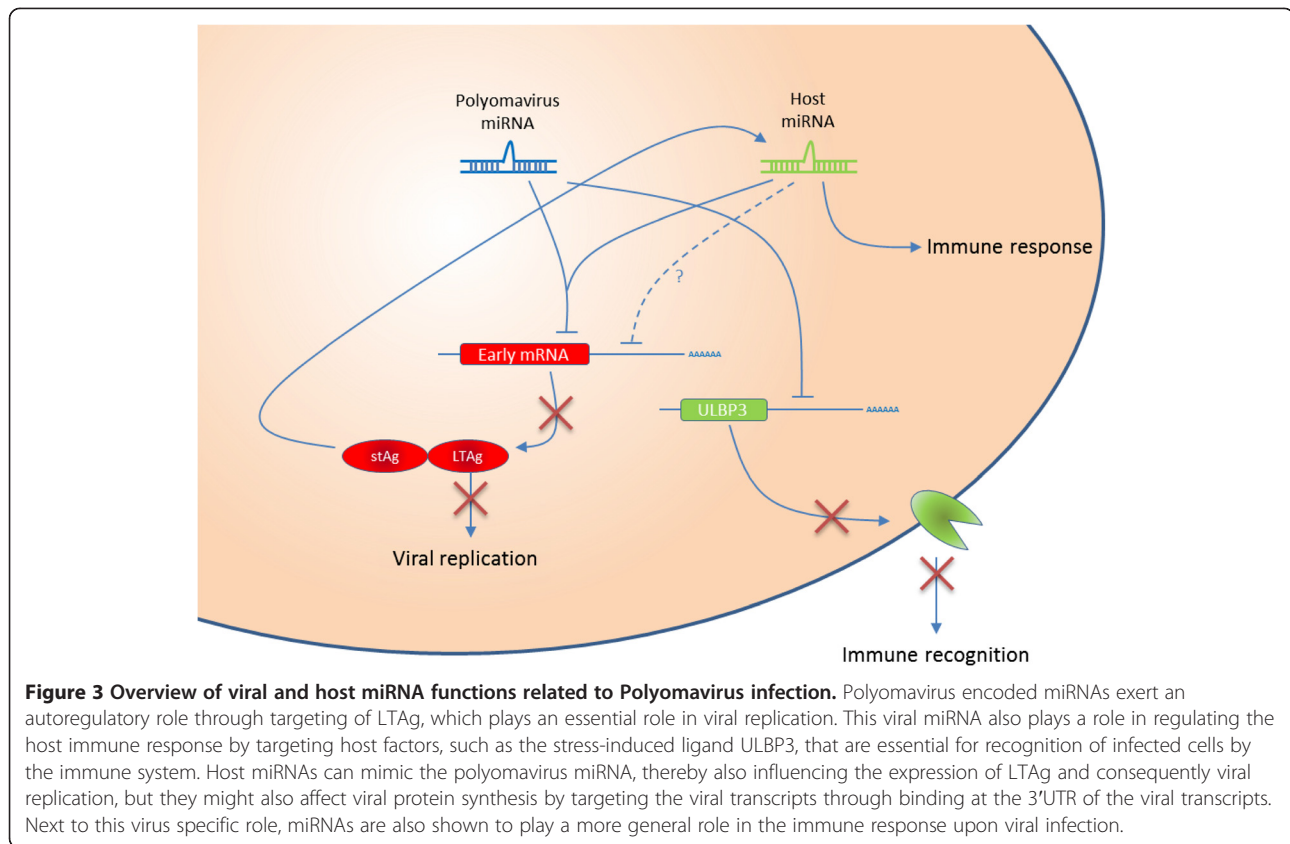 Polyomavirus
miRNA
Host
miRNA
Immune response
?
Early mRNA
AAAAAA
ULBP3
AAAAAA
stAg
LTAg
Viral replication
Immune recognition
Figure 3 Overview of viral and host miRNA functions related to Polyomavirus infection. Polyomavirus encoded miRNAs exert an
autoregulatory role through targeting of LTAg, which plays an essential role in viral replication. This viral miRNA also plays a role in regulating the
host immune response by targeting host factors, such as the stress-induced ligand ULBP3, that are essential for recognition of infected cells by
the immune system. Host miRNAs can mimic the polyomavirus miRNA, thereby also influencing the expression of LTAg and consequently viral
replication, but they might also affect viral protein synthesis by targeting the viral transcripts through binding at the 3′UTR of the viral transcripts.
Next to this virus specific role, miRNAs are also shown to play a more general role in the immune response upon viral infection.